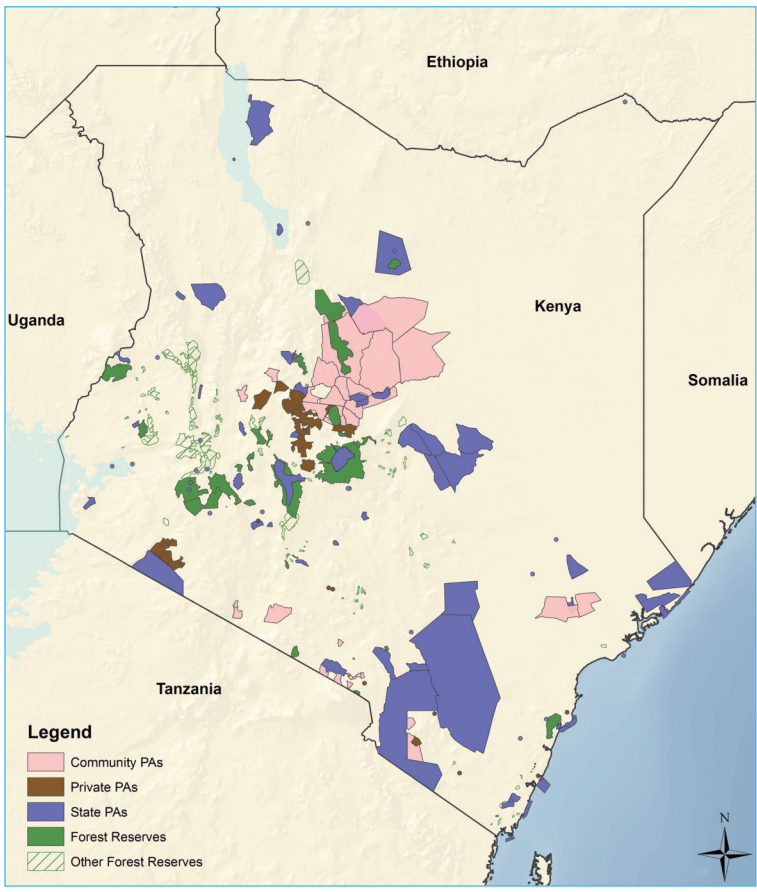 Ethiopia
Kenya
Uganda
Somalia
Tanzania
Legend
Community PAs
Private PAs
State PAs
Forest Reserves
Other Forest Reserves
N